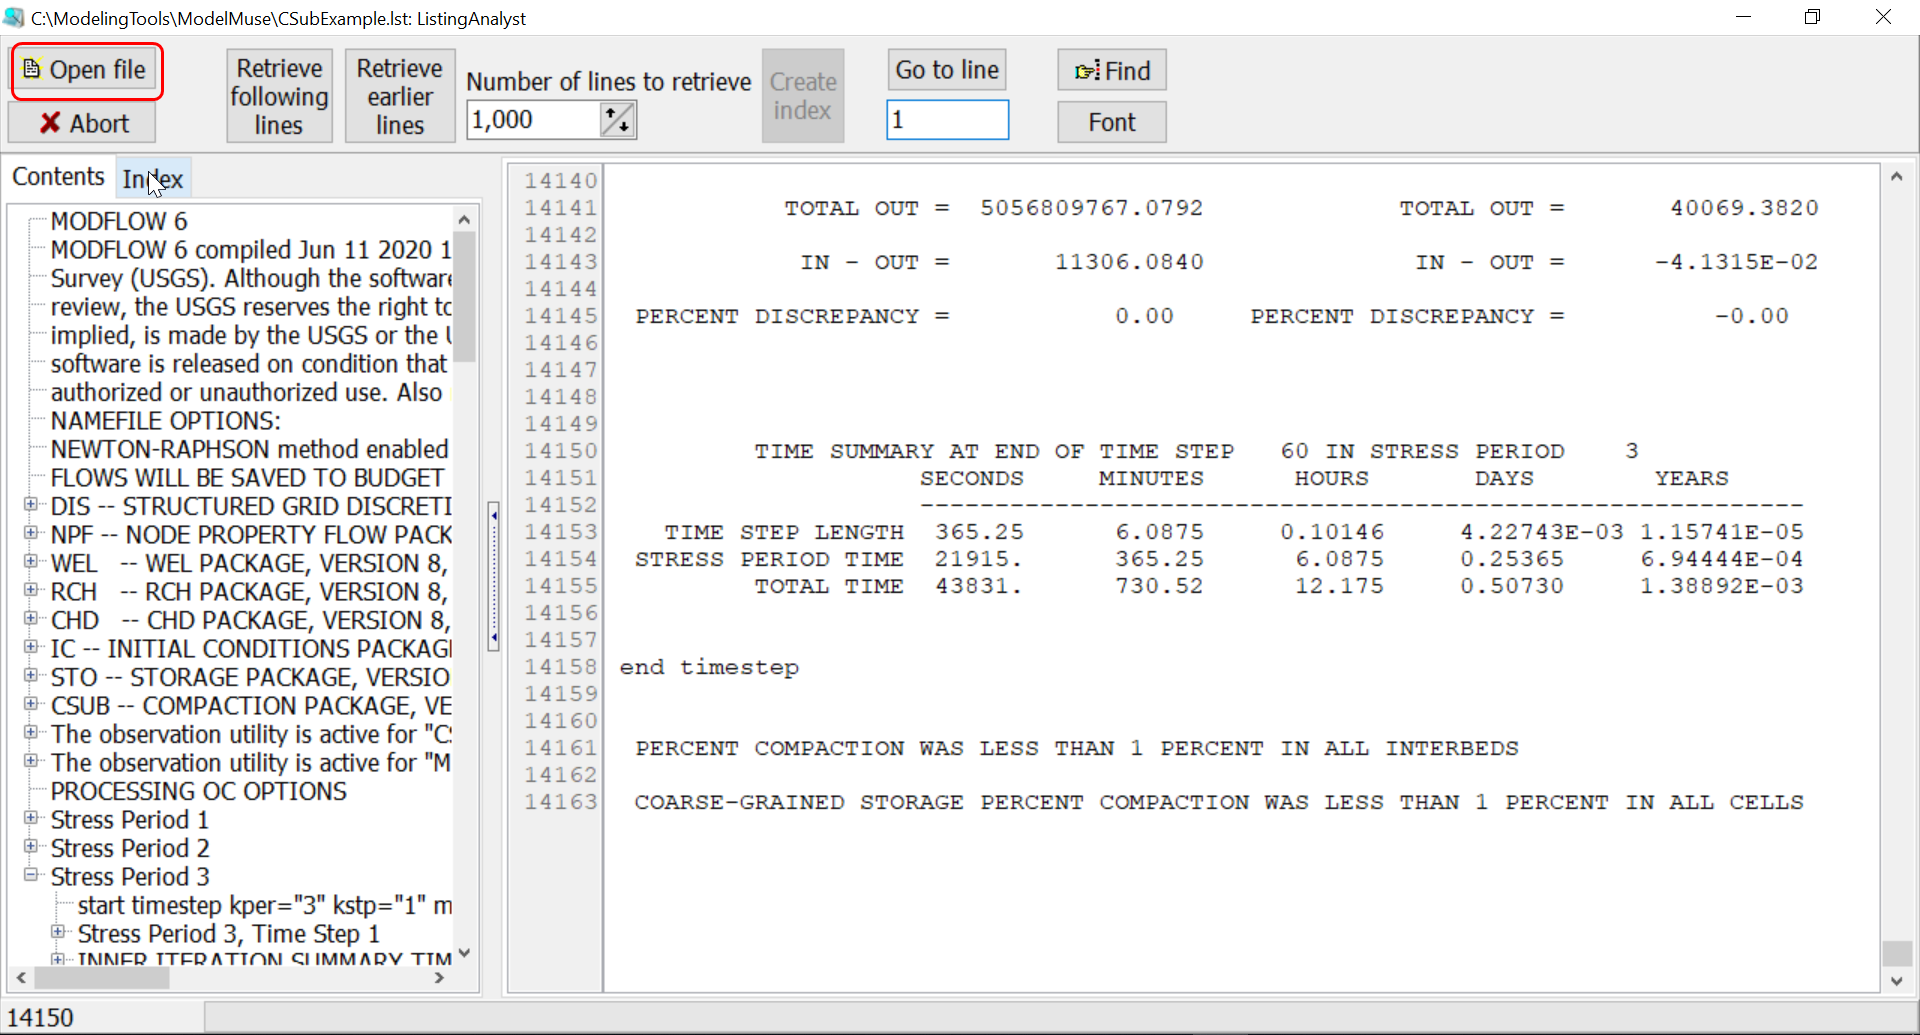 C:\ModelingTools\ModelMuse\CSubExample.lst: ListingAnalyst
Open file
Abort
Retrieve
following
lines
Retrieve
earlier
lines
Number of lines to retrieve
1,000
Create
index
Go to line
1
Find
Font
Contents
Index
MODFLOW 6
MODFLOW 6 compiled Jun 11 2020 1
Survey (USGS). Although the software
review, the USGS reserves the right to
implied, is made by the USGS or the
software is released on condition that
authorized or unauthorized use. Also
NAMEFILE OPTIONS:
NEWTON-RAPHSON method enabled
FLOWS WILL BE SAVED TO BUDGET
DIS -- STRUCTURED GRID DISCRETI
NPF -- NODE PROPERTY FLOW PACK
WEL -- WEL PACKAGE, VERSION 8,
RCH -- RCH PACKAGE, VERSION 8,
CHD -- CHD PACKAGE, VERSION 8,
IC -- INITIAL CONDITIONS PACKAG
STO -- STORAGE PACKAGE, VERSIO
CSUB -- COMPACTION PACKAGE, VE
The observation utility is active for "C
The observation utility is active for "M
PROCESSING OC OPTIONS
Stress Period 1
Stress Period 2
Stress Period 3
start timestep kper="3" kstp="1" m
Stress Period 3, Time Step 1
INNER ITERATION SUMMARY TIM
14140
14141 TOTAL OUT = 5056809767.0792 TOTAL OUT = 40069.3820
14142
14143 IN - OUT = 11306.0840 IN - OUT = -4.1315E-02
14144
14145 PERCENT DISCREPANCY = 0.00 PERCENT DISCREPANCY = -0.00
14146
14147
14148
14149
14150 TIME SUMMARY AT END OF TIME STEP 60 IN STRESS PERIOD 3
14151 SECONDS MINUTES HOURS DAYS YEARS
14152 -----------------------------------------------------------
14153 TIME STEP LENGTH 365.25 6.0875 0.10146 4.22743E-03 1.15741E-05
14154 STRESS PERIOD TIME 21915. 365.25 6.0875 0.25365 6.94444E-04
14155 TOTAL TIME 43831. 730.52 12.175 0.50730 1.38892E-03
14156
14157
14158 end timestep
14159
14160
14161 PERCENT COMPACTION WAS LESS THAN 1 PERCENT IN ALL INTERBEDS
14162
14163 COARSE-GRAINED STORAGE PERCENT COMPACTION WAS LESS THAN 1 PERCENT IN ALL CELLS
14150